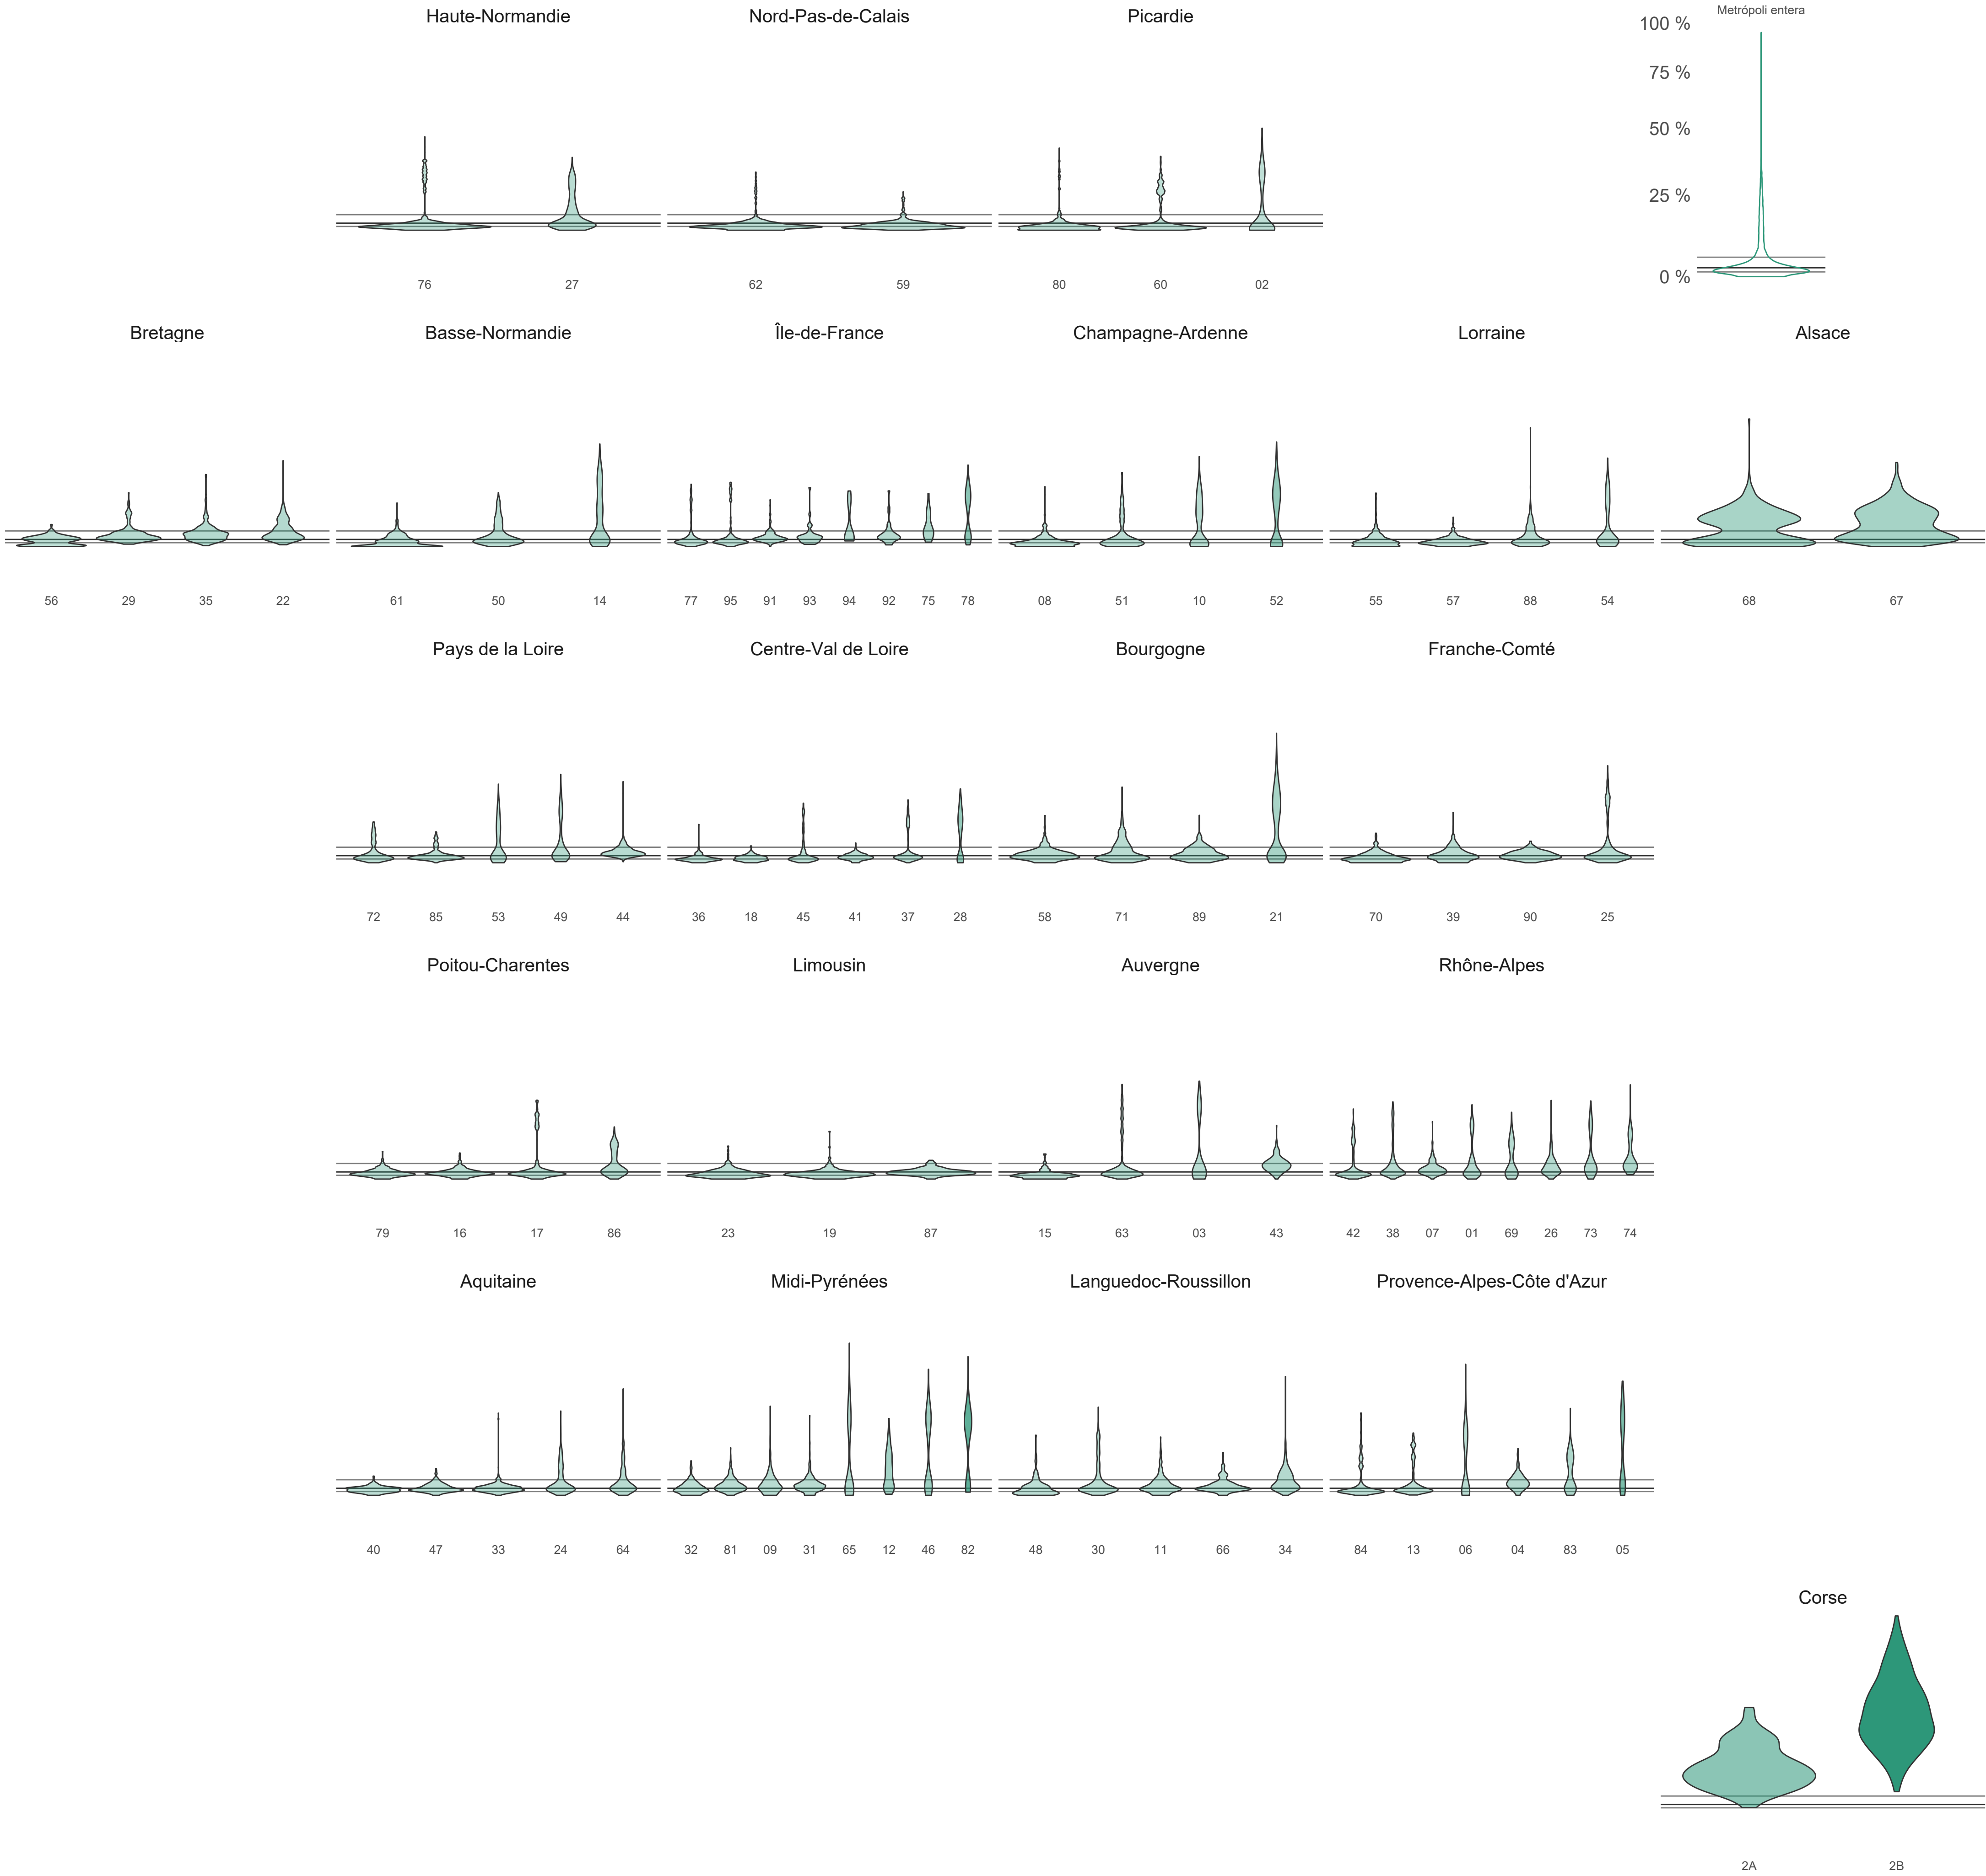 Haute-Normandie Nord-Pas-de-Calais Picardie Metrópoli entera
100 %
75 %
50 %
25 %
0 %
76 27 62 59 80 60 02
Bretagne Basse-Normandie Île-de-France Champagne-Ardenne Lorraine Alsace
56 29 35 22 61 50 14 77 95 91 93 94 92 75 78 08 51 10 52 55 57 88 54 68 67
Pays de la Loire Centre-Val de Loire Bourgogne Franche-Comté
72 85 53 49 44 36 18 45 41 37 28 58 71 89 21 70 39 90 25
Poitou-Charentes Limousin Auvergne Rhône-Alpes
79 16 17 86 23 19 87 15 63 03 43 42 38 07 01 69 26 73 74
Aquitaine Midi-Pyrénées Languedoc-Roussillon Provence-Alpes-Côte d'Azur
40 47 33 24 64 32 81 09 31 65 12 46 82 48 30 11 66 34 84 13 06 04 83 05
Corse
2A 2B